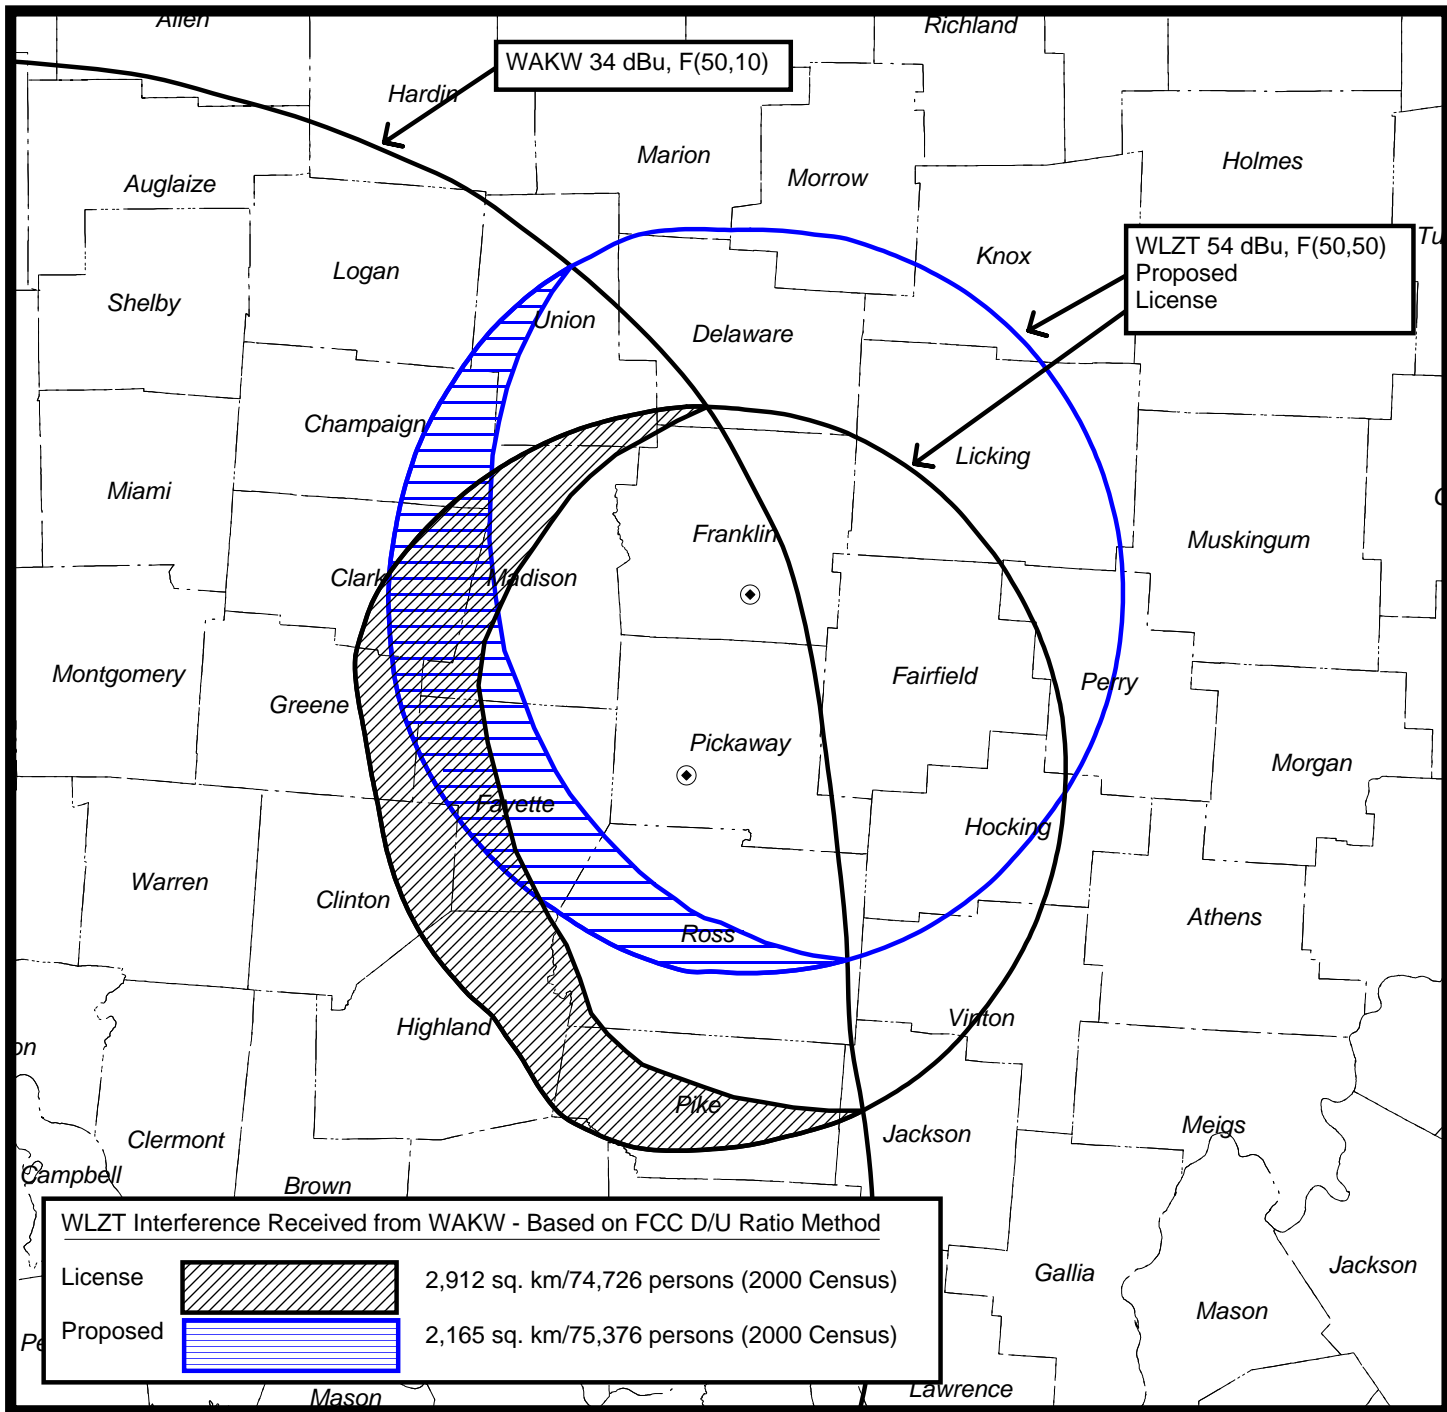 Allen
Richland
WAKW 34 dBu, F(50,10)
Hardin
Marion
Morrow
Holmes
Auglaize
Knox
WLZT 54 dBu, F(50,50)
Proposed
License
Tu
Logan
Shelby
Union
Delaware
Champaign
Licking
Miami
Franklin
Muskingum
Clark
Madison
Montgomery
Greene
Fairfield
Perry
Pickaway
Morgan
Fayette
Hocking
Warren
Clinton
Athens
Ross
Highland
Vinton
on
Pike
Clermont
Jackson
Meigs
Campbell
Brown
WLZT Interference Received from WAKW - Based on FCC D/U Ratio Method
License
2,912 sq. km/74,726 persons (2000 Census)
Proposed
2,165 sq. km/75,376 persons (2000 Census)
Gallia
Jackson
Mason
Pe
Mason
Lawrence